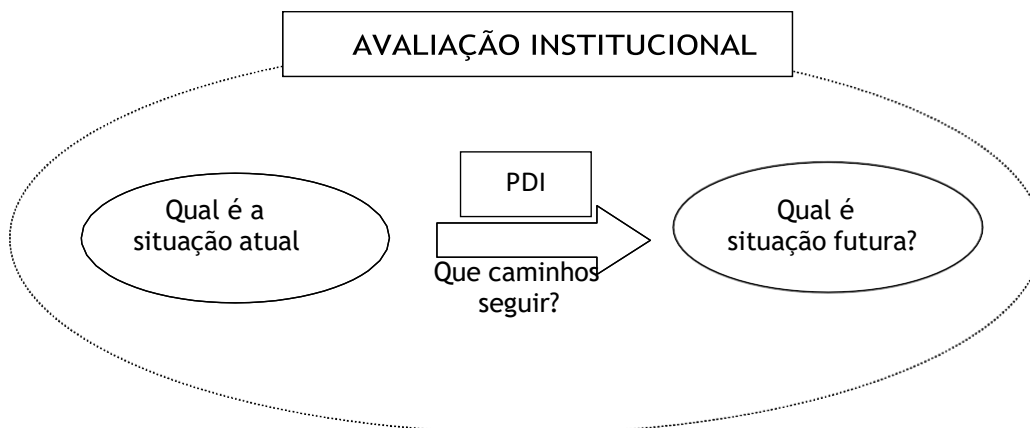 AVALIAÇÃO INSTITUCIONAL
Qual é a
situação atual
PDI
Que caminhos
seguir?
Qual é
situação futura?